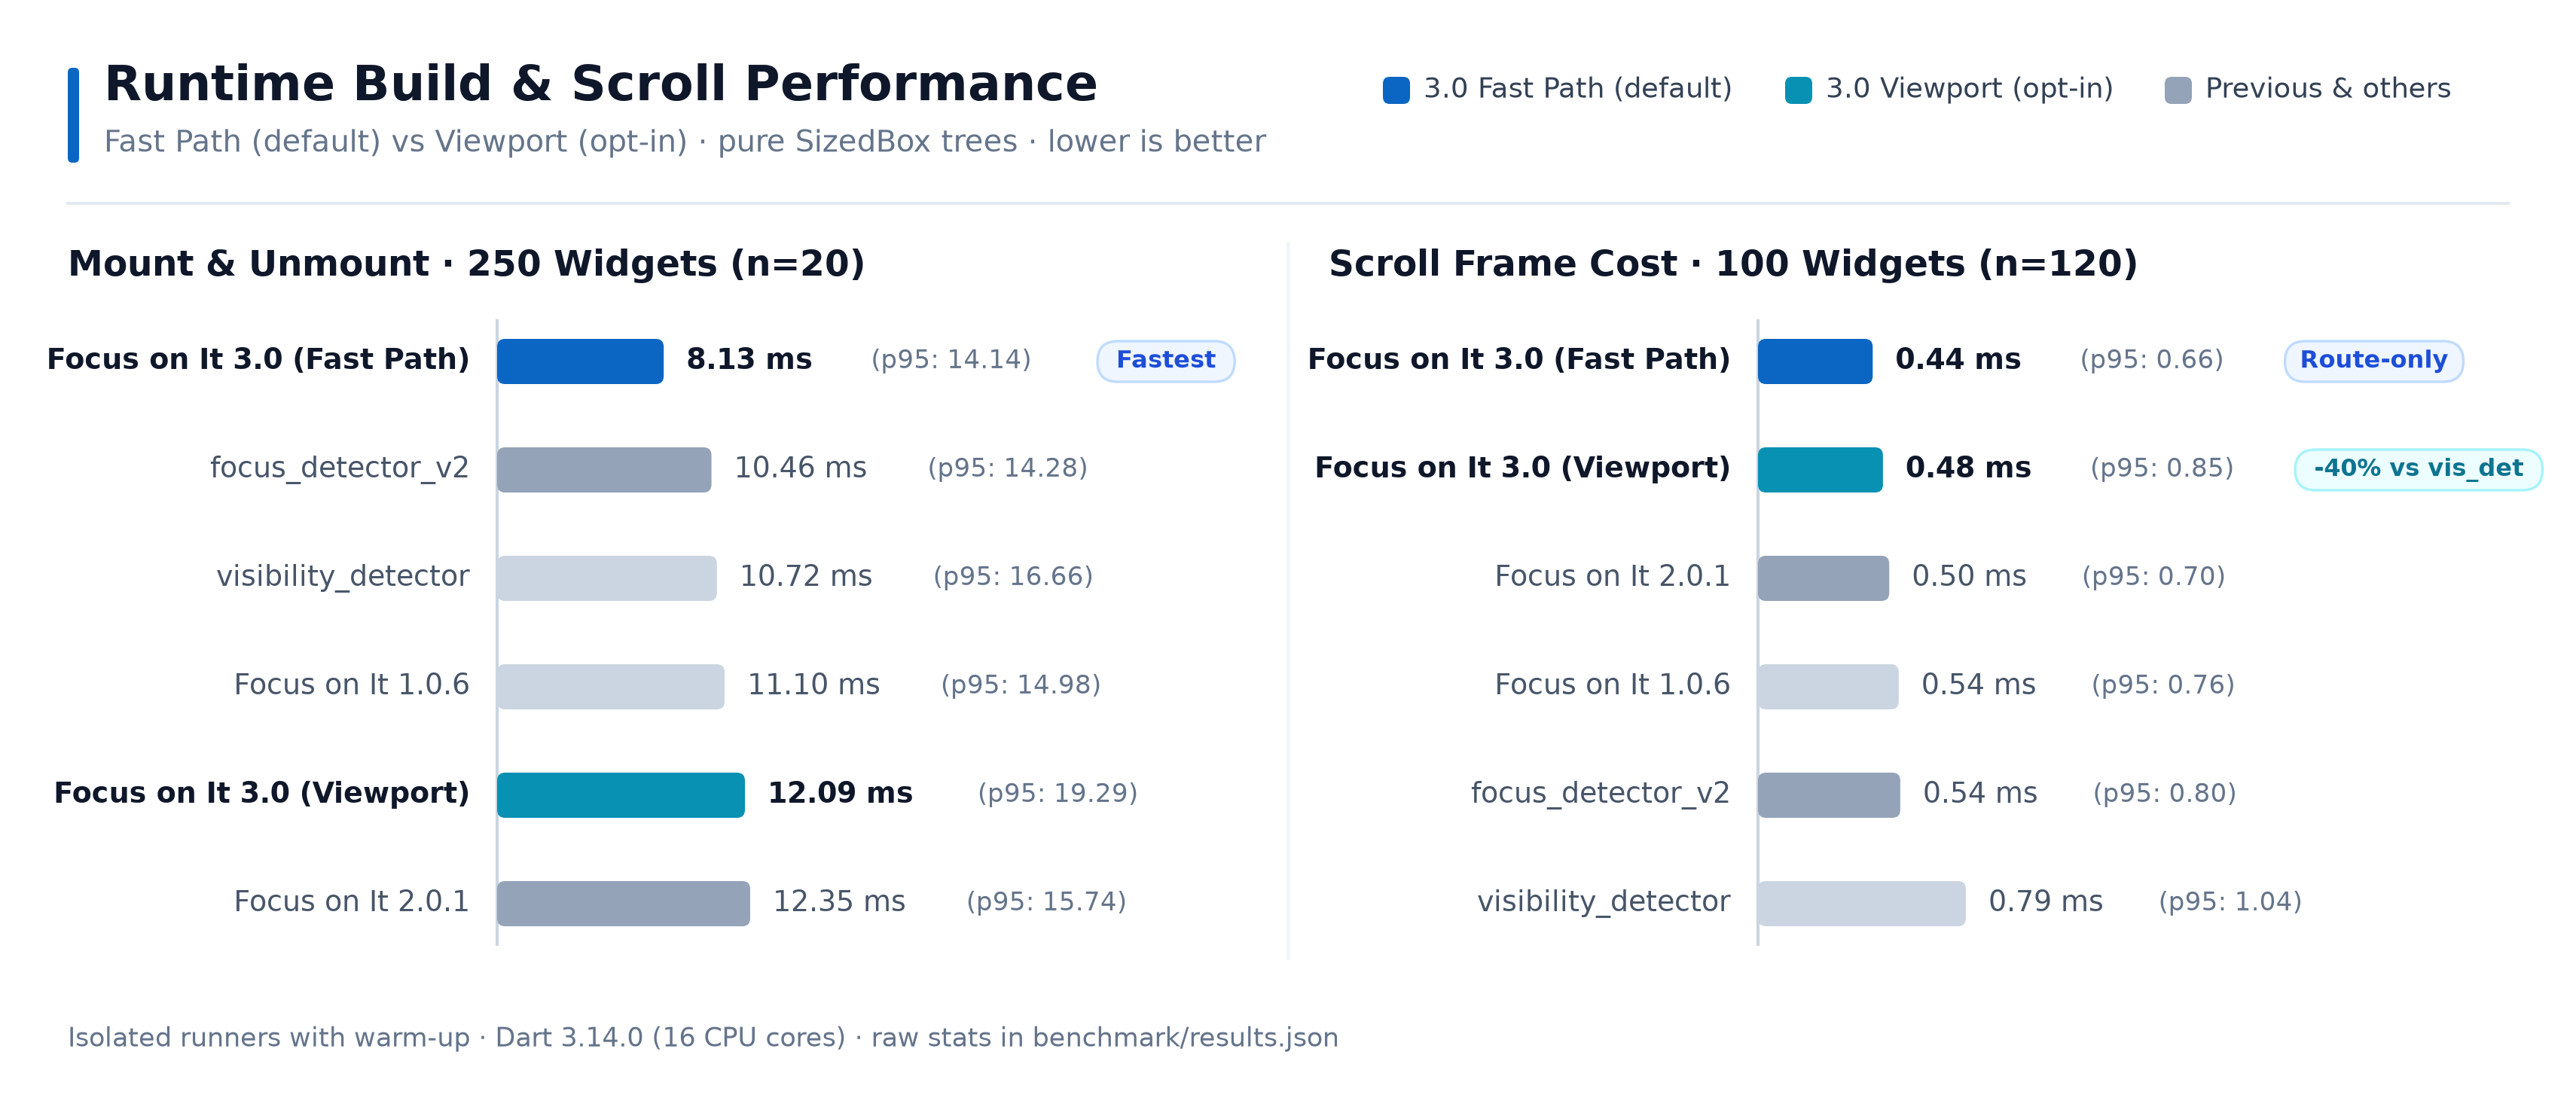 Runtime Build & Scroll Performance
Fast Path (default) vs Viewport (opt-in) · pure SizedBox trees · lower is better
3.0 Fast Path (default)
3.0 Viewport (opt-in)
Previous & others
Mount & Unmount · 250 Widgets (n=20)
Focus on It 3.0 (Fast Path) 8.13 ms (p95: 14.14) Fastest
focus_detector_v2 10.46 ms (p95: 14.28)
visibility_detector 10.72 ms (p95: 16.66)
Focus on It 1.0.6 11.10 ms (p95: 14.98)
Focus on It 3.0 (Viewport) 12.09 ms (p95: 19.29)
Focus on It 2.0.1 12.35 ms (p95: 15.74)
Scroll Frame Cost · 100 Widgets (n=120)
Focus on It 3.0 (Fast Path) 0.44 ms (p95: 0.66) Route-only
Focus on It 3.0 (Viewport) 0.48 ms (p95: 0.85) -40% vs vis_det
Focus on It 2.0.1 0.50 ms (p95: 0.70)
Focus on It 1.0.6 0.54 ms (p95: 0.76)
focus_detector_v2 0.54 ms (p95: 0.80)
visibility_detector 0.79 ms (p95: 1.04)
Isolated runners with warm-up · Dart 3.14.0 (16 CPU cores) · raw stats in benchmark/results.json